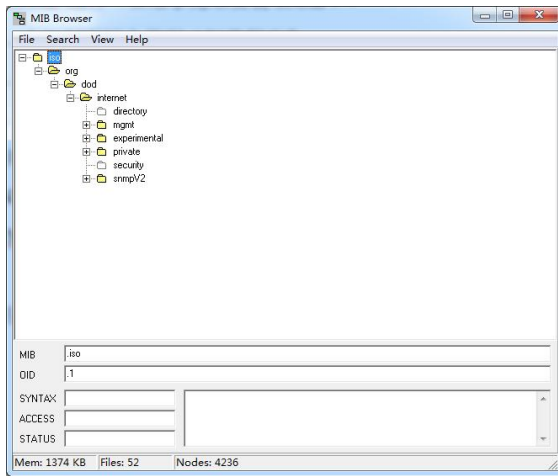 MIB Browser
File Search View Help
iso
org
dod
internet
directory
mgmt
experimental
private
security
snmpV2
MIB .iso
OID .1
SYNTAX
ACCESS
STATUS
Mem: 1374 KB Files: 52 Nodes: 4236